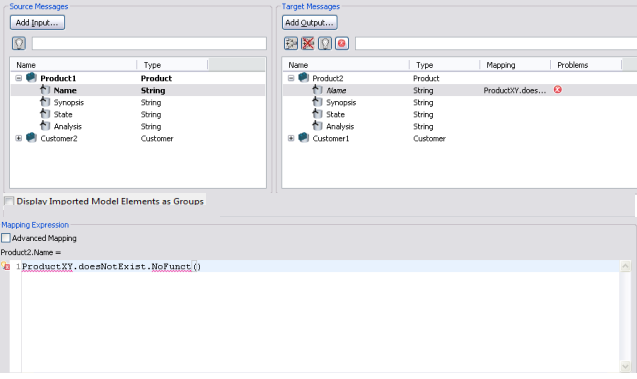 Source Messages
Add Input...
Name Type
Product1 Product
Name String
Synopsis String
State String
Analysis String
Customer2 Customer
Target Messages
Add Output...
Name Type Mapping Problems
Product2 Product
Name String ProductXY.does...
Synopsis String
State String
Analysis String
Customer1 Customer
Display Imported Model Elements as Groups
Mapping Expression
Advanced Mapping
Product2.Name =
1 ProductXY.doesNotExist.NoFunct()